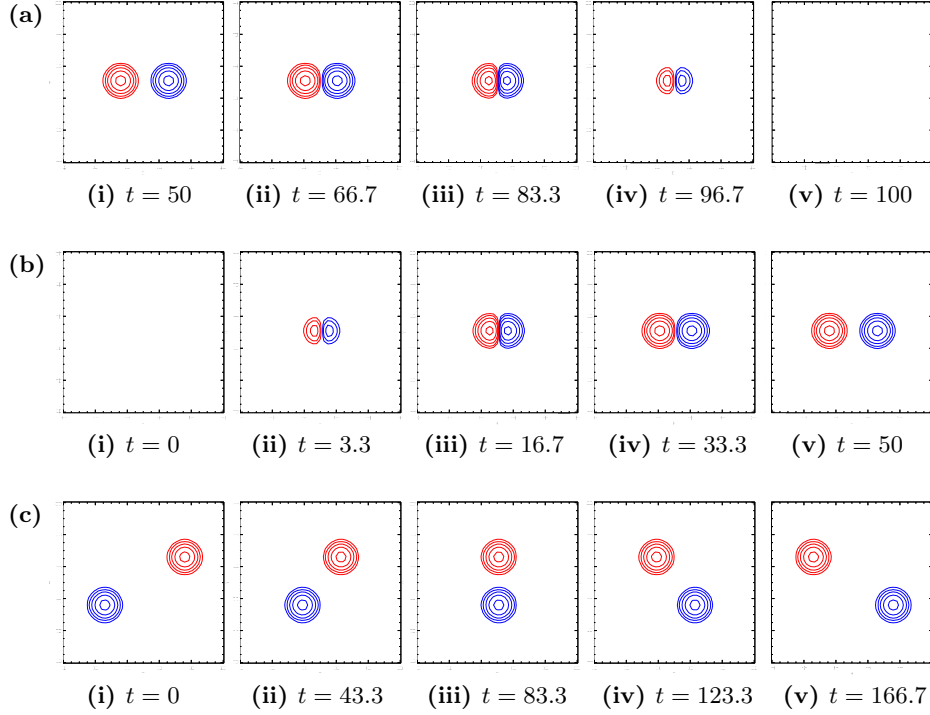 (a)
(i) t = 50 (ii) t = 66.7 (iii) t = 83.3 (iv) t = 96.7 (v) t = 100
(b)
(i) t = 0 (ii) t = 3.3 (iii) t = 16.7 (iv) t = 33.3 (v) t = 50
(c)
(i) t = 0 (ii) t = 43.3 (iii) t = 83.3 (iv) t = 123.3 (v) t = 166.7